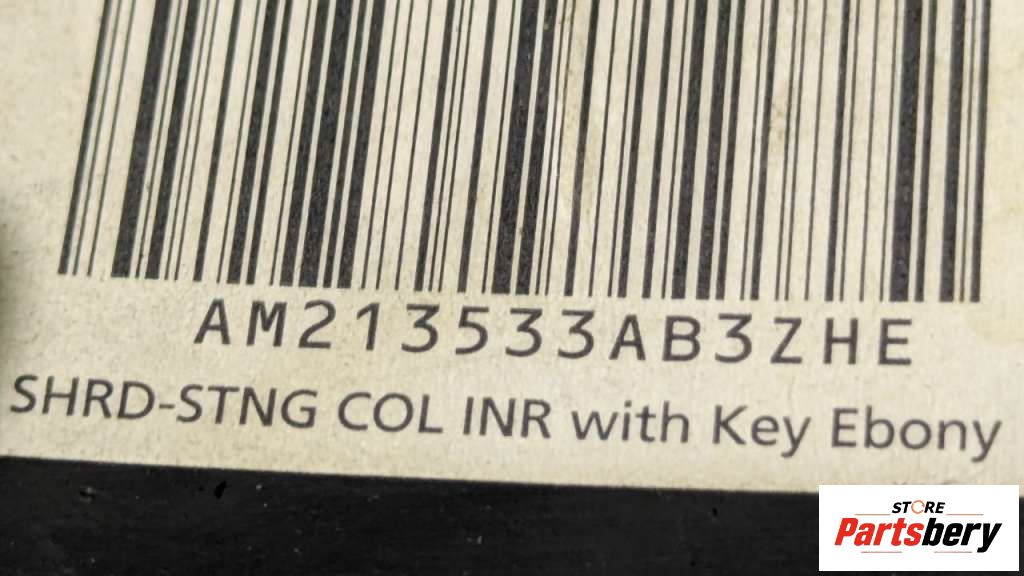 AM213533AB3ZHE
SHRD-STNG COL INR with Key Ebony
STORE
Partsbery